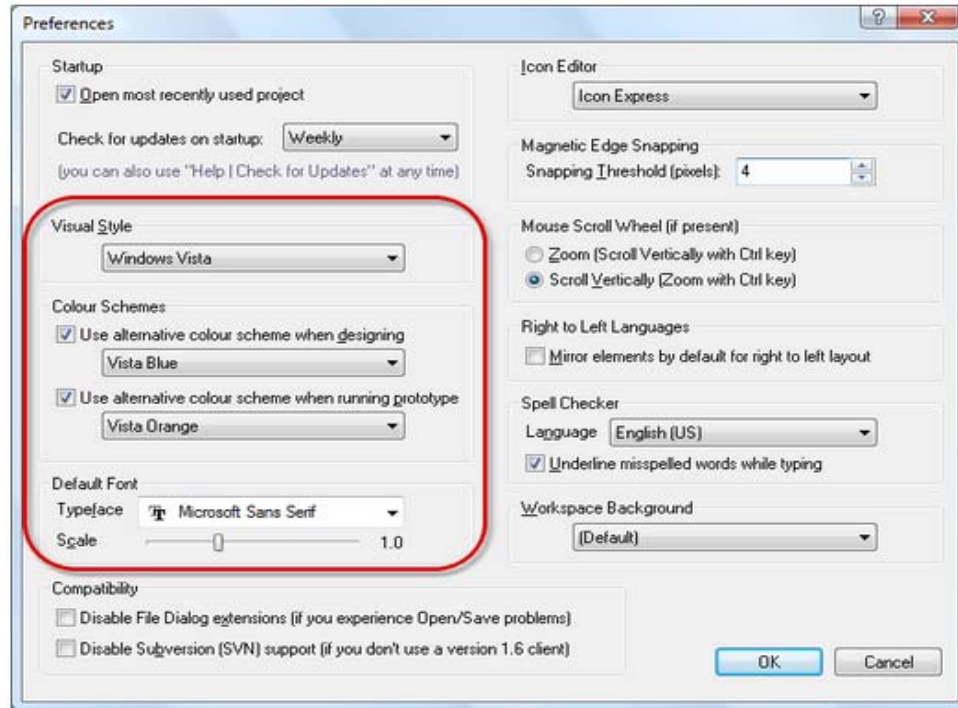 Preferences
Startup
Open most recently used project
Check for updates on startup: Weekly
(you can also use "Help | Check for Updates" at any time)
Visual Style
Windows Vista
Colour Schemes
Use alternative colour scheme when designing
Vista Blue
Use alternative colour scheme when running prototype
Vista Orange
Default Font
Typeface Microsoft Sans Serif
Scale 1.0
Compatibility
Disable File Dialog extensions (if you experience Open/Save problems)
Disable Subversion (SVN) support (if you don't use a version 1.6 client)
Icon Editor
Icon Express
Magnetic Edge Snapping
Snapping Threshold (pixels): 4
Mouse Scroll Wheel (if present)
Zoom (Scroll Vertically with Ctrl key)
Scroll Vertically (Zoom with Ctrl key)
Right to Left Languages
Mirror elements by default for right to left layout
Spell Checker
Language English (US)
Underline misspelled words while typing
Workspace Background
(Default)
OK Cancel